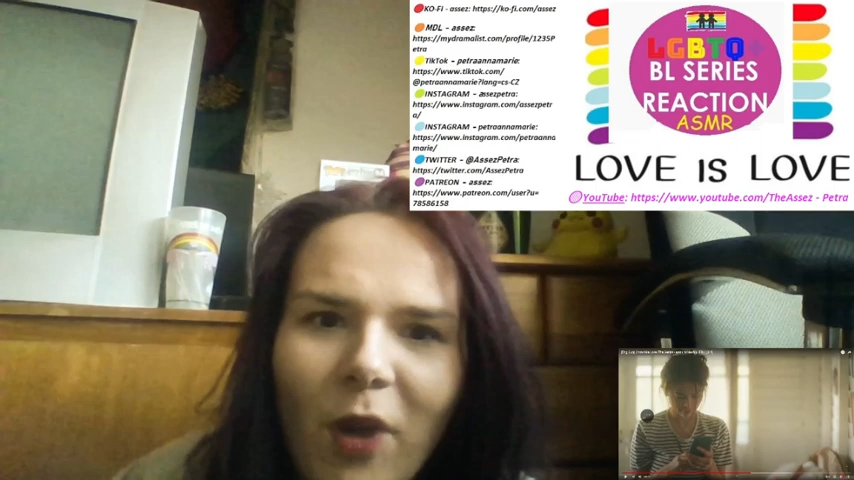 KO-FI - assez: https://ko-fi.com/assez
MDL - assez:
https://mydramalist.com/profile/1235P
etra
TikTok - petraannamarie:
https://www.tiktok.com/
@petraannamarie?lang=cs-CZ
INSTAGRAM - assezpetra:
https://www.instagram.com/assezpetr
a/
INSTAGRAM - petraannamarie:
https://www.instagram.com/petraanna
marie/
TWITTER - @AssezPetra:
https://twitter.com/AssezPetra
PATREON - assez:
https://www.patreon.com/user?u=
78586158
LGBTQ+
BL SERIES
REACTION
ASMR
LOVE IS LOVE
YouTube: https://www.youtube.com/TheAssez - Petra